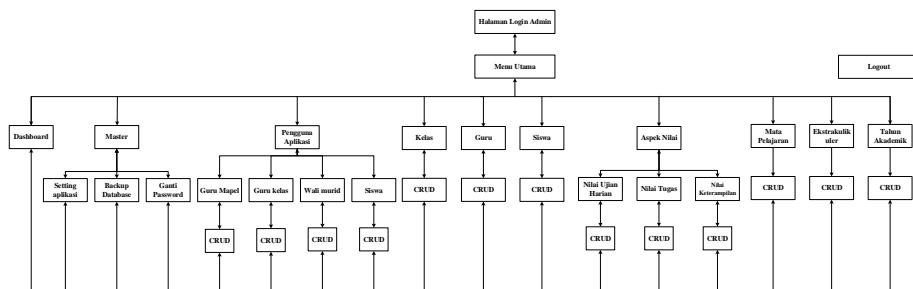 Halaman Login Admin
Menu Utama
Logout
Dashboard
Master
Pengguna
Aplikasi
Kelas
Guru
Siswa
Aspek Nilai
Mata
Pelajaran
Ekstrakulik
uler
Tahun
Akademik
Setting
aplikasi
Backup
Database
Ganti
Password
Guru Mapel
Guru kelas
Wali murid
Siswa
CRUD
CRUD
CRUD
Nilai Ujian
Harian
Nilai Tugas
Nilai
Keterampilan
CRUD
CRUD
CRUD
CRUD
CRUD
CRUD
CRUD
CRUD
CRUD
CRUD